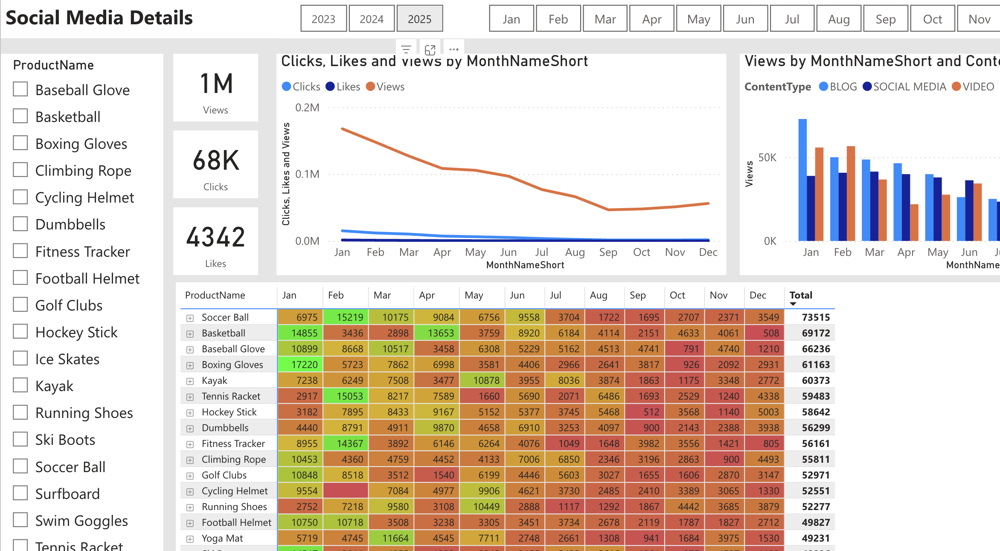 Social Media Details
2023 2024 2025
Jan Feb Mar Apr May Jun Jul Aug Sep Oct Nov
ProductName
Baseball Glove
Basketball
Boxing Gloves
Climbing Rope
Cycling Helmet
Dumbbells
Fitness Tracker
Football Helmet
Golf Clubs
Hockey Stick
Ice Skates
Kayak
Running Shoes
Ski Boots
Soccer Ball
Surfboard
Swim Goggles
Tennis Racket
1M
Views
68K
Clicks
4342
Likes
Clicks, Likes and Views by MonthNameShort
Clicks Likes Views
Clicks, Likes and Views
0.2M
0.1M
0.0M
Jan Feb Mar Apr May Jun Jul Aug Sep Oct Nov Dec
MonthNameShort
Views by MonthNameShort and
ContentType BLOG SOCIAL MEDIA VIDEO
Views
50K
0K
Jan Feb Mar Apr May Jun
ProductName Jan Feb Mar Apr May Jun Jul Aug Sep Oct Nov Dec Total
Soccer Ball 6975 15219 10175 9084 6756 9558 3704 1722 1695 2707 2371 3549 73515
Basketball 14855 3436 2898 13653 3759 8920 6184 4114 2151 4633 4061 508 69172
Baseball Glove 10899 8668 10517 3458 6308 5229 5162 4513 4741 791 4740 1210 66236
Boxing Gloves 17220 5723 7862 6998 3581 4406 2966 2641 3817 926 2092 2931 61163
Kayak 7238 6249 7508 3477 10878 3955 8036 3874 1863 1175 3348 2772 60373
Tennis Racket 2917 15053 8217 7589 1660 5690 2071 6486 1693 2529 1240 4338 59483
Hockey Stick 3182 7895 8433 9167 5152 5377 3745 5468 512 3568 1140 5003 58642
Dumbbells 4440 8791 4911 9870 4658 6910 3253 4097 900 2143 2388 3938 56299
Fitness Tracker 8955 14367 3892 6146 6264 4076 1049 1648 3982 3556 1421 805 56161
Climbing Rope 10453 4360 4759 4452 4133 7006 6850 2346 3196 2863 900 4493 55811
Golf Clubs 10848 8518 3512 1540 6199 4446 5603 3027 1655 1606 2870 3147 52971
Cycling Helmet 9554 7084 4977 9906 4621 3730 2485 2410 3389 3065 1330 52551
Running Shoes 2752 7218 9580 3108 10449 2888 1117 1292 1867 4442 3685 3879 52277
Football Helmet 10750 10718 3508 3238 3305 3451 3734 2678 2119 1787 1827 2712 49827
Yoga Mat 5719 4745 11664 4545 7711 2748 2661 1308 941 1684 3975 1530 49231